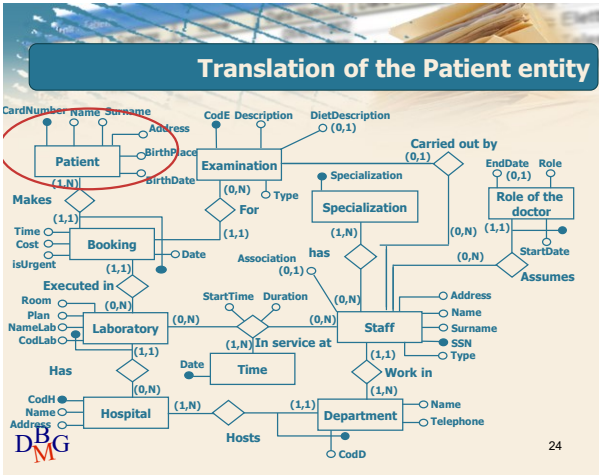 Translation of the Patient entity
CardNumber Name Surname
Address
Patient
BirthPlace
BirthDate
(1,N)
Makes
(1,1)
CodE Description
DietDescription
(0,1)
Examination
(0,N)
Type
For
(1,1)
Carried out by
(0,1)
Specialization
Specialization
(1,N)
has
(0,N)
EndDate Role
(0,1)
Role of the
doctor
(1,1)
StartDate
(0,N)
Assumes
(0,N)
Time
Cost
isUrgent
Booking
Date
(1,1)
Executed in
(0,N)
Association
(0,1)
Room
Plan
NameLab
CodLab
Laboratory
(0,N)
StartTime Duration
(0,N)
In service at
(1,N)
Date
Time
Staff
Address
Name
Surname
SSN
Type
(1,1)
Has
(0,N)
(1,1)
Work in
(1,N)
CodH
Name
Address
Hospital
(1,N)
Hosts
(1,1)
Department
Name
Telephone
CodD
DBMG
24